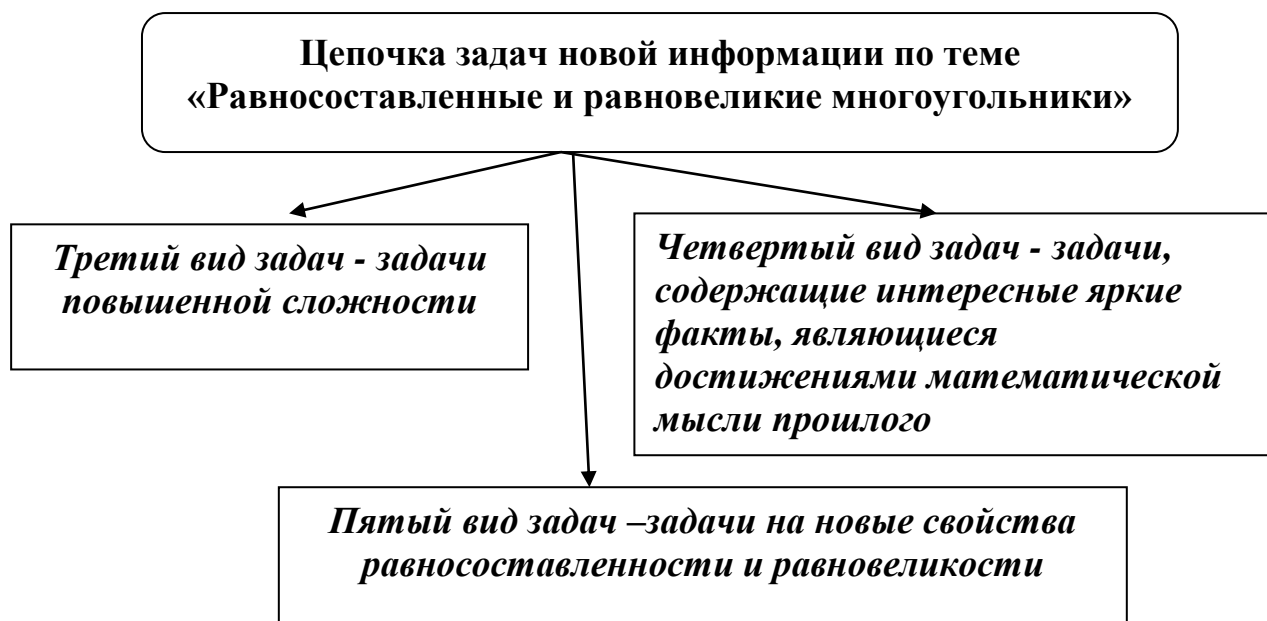 Цепочка задач новой информации по теме
«Равносоставленные и равновеликие многоугольники»
Третий вид задач - задачи
повышенной сложности
Четвертый вид задач - задачи,
содержащие интересные яркие
факты, являющиеся
достижениями математической
мысли прошлого
Пятый вид задач –задачи на новые свойства
равносоставленности и равновеликости